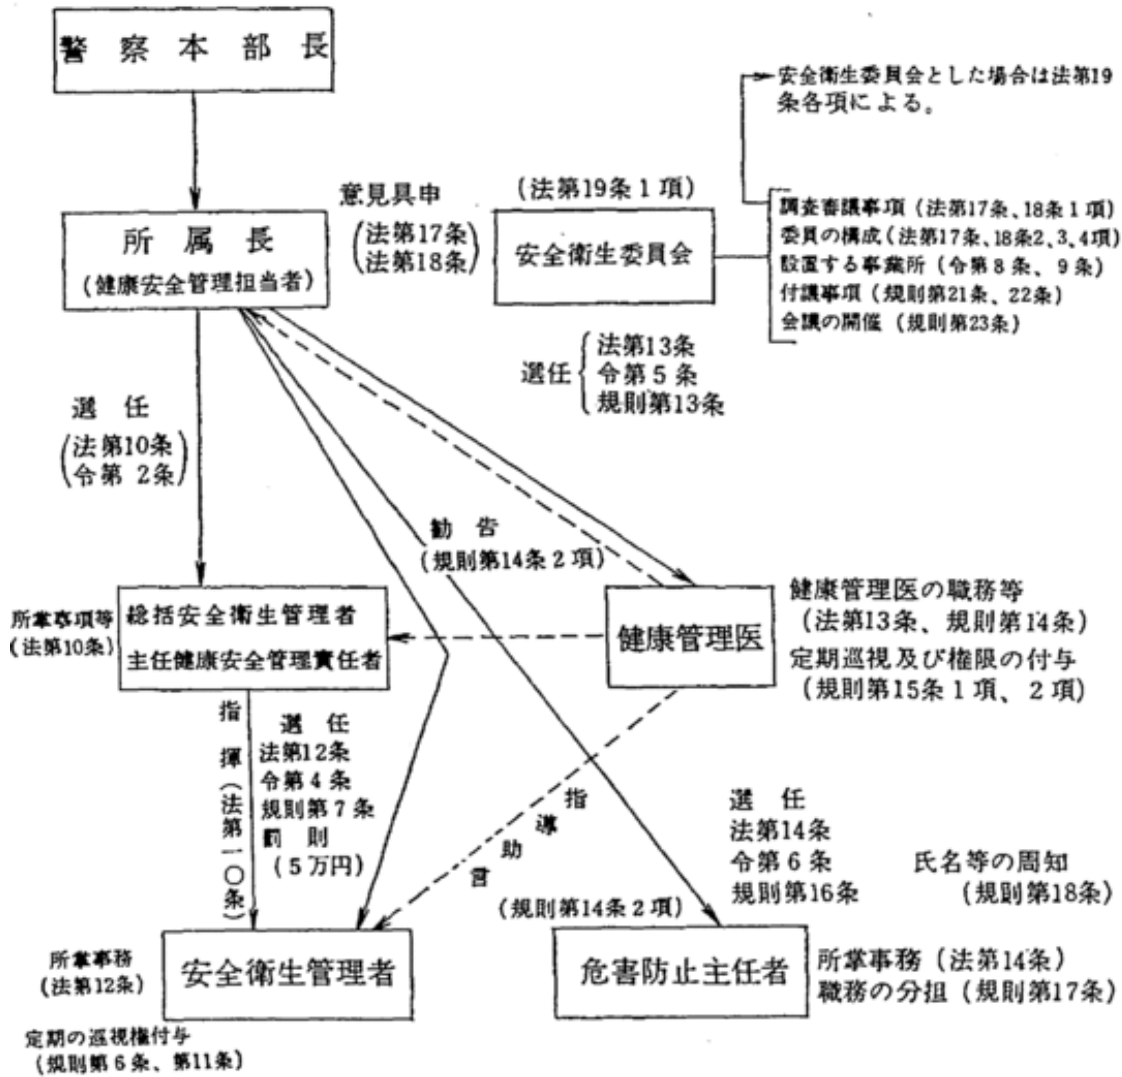 警察本部長
安全衛生委員会とした場合は法第19
条各項による。
所属長
(健康安全管理担当者)
意見具申
(法第17条
法第18条)
(法第19条1項)
安全衛生委員会
調査審議事項(法第17条、18条1項)
委員の構成(法第17条、18条2、3、4項)
設置する事業所(令第8条、9条)
付議事項(規則第21条、22条)
会議の開催(規則第23条)
選任{法第13条
令第5条
規則第13条
選任
(法第10条
令第2条)
勧告
(規則第14条2項)
所掌事項等
(法第10条)
総括安全衛生管理者
主任健康安全管理責任者
健康管理医
健康管理医の職務等
(法第13条、規則第14条)
定期巡視及び権限の付与
(規則第15条1項、2項)
指揮(法第一〇条)
選任
法第12条
令第4条
規則第7条
罰則
(5万円)
指導助言
(規則第14条2項)
選任
法第14条
令第6条
規則第16条
氏名等の周知
(規則第18条)
所掌事務
(法第12条)
安全衛生管理者
危害防止主任者
所掌事務(法第14条)
職務の分担(規則第17条)
定期の巡視権付与
(規則第6条、第11条)